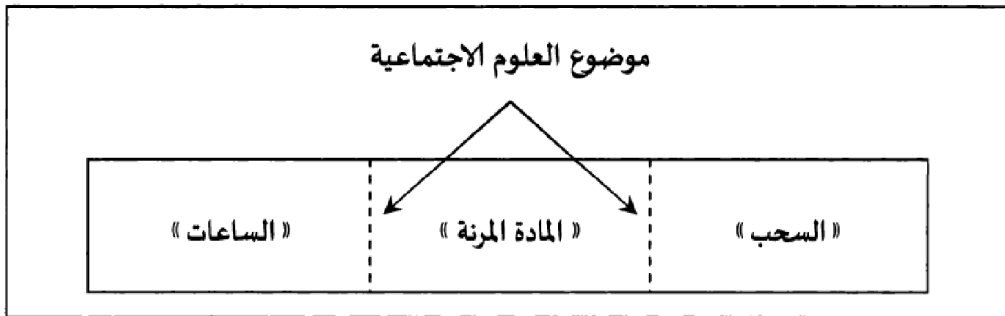 موضوع العلوم الاجتماعية
« السحب » « المادة المرنة » « الساعات »